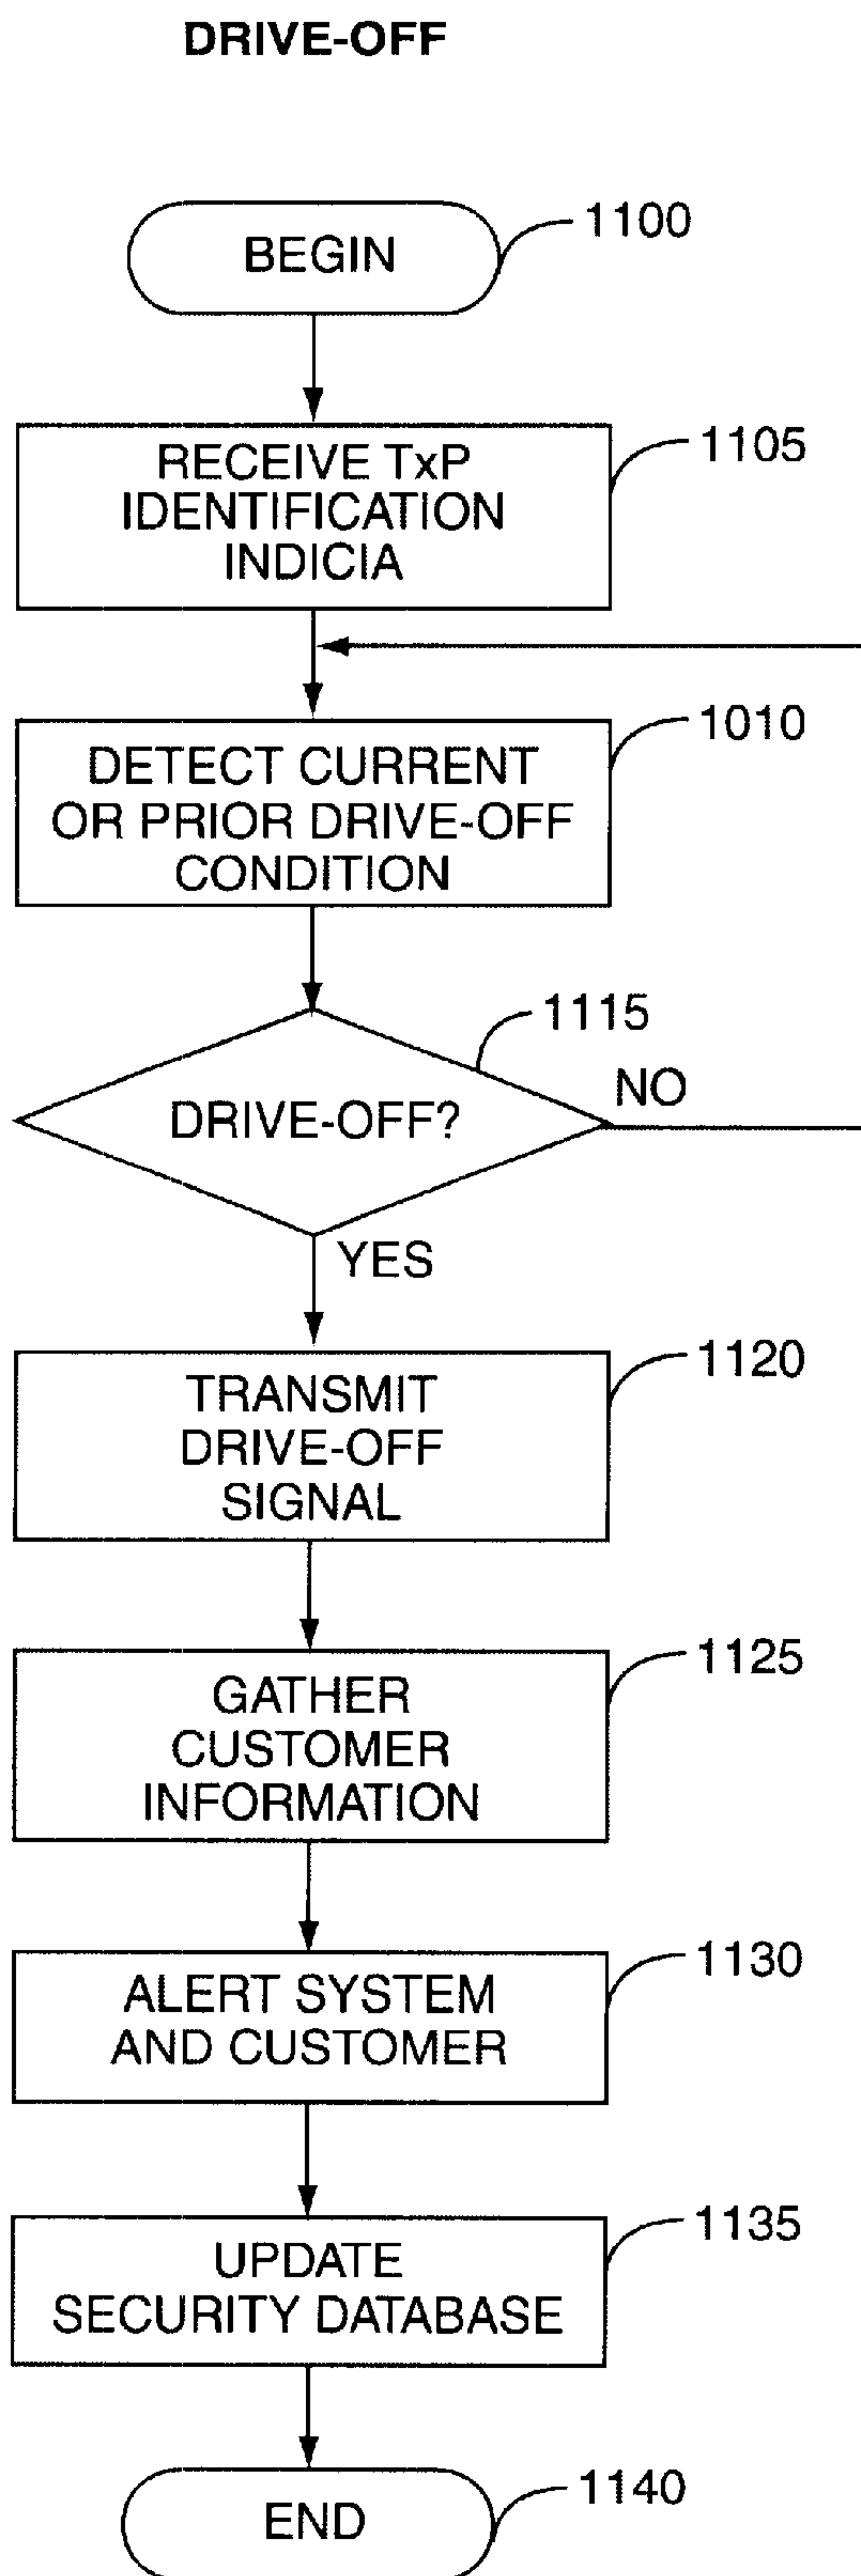 DRIVE-OFF
BEGIN
1100
RECEIVE TxP
IDENTIFICATION
INDICIA
1105
DETECT CURRENT
OR PRIOR DRIVE-OFF
CONDITION
1010
DRIVE-OFF?
1115
NO
YES
TRANSMIT
DRIVE-OFF
SIGNAL
1120
GATHER
CUSTOMER
INFORMATION
1125
ALERT SYSTEM
AND CUSTOMER
1130
UPDATE
SECURITY DATABASE
1135
END
1140